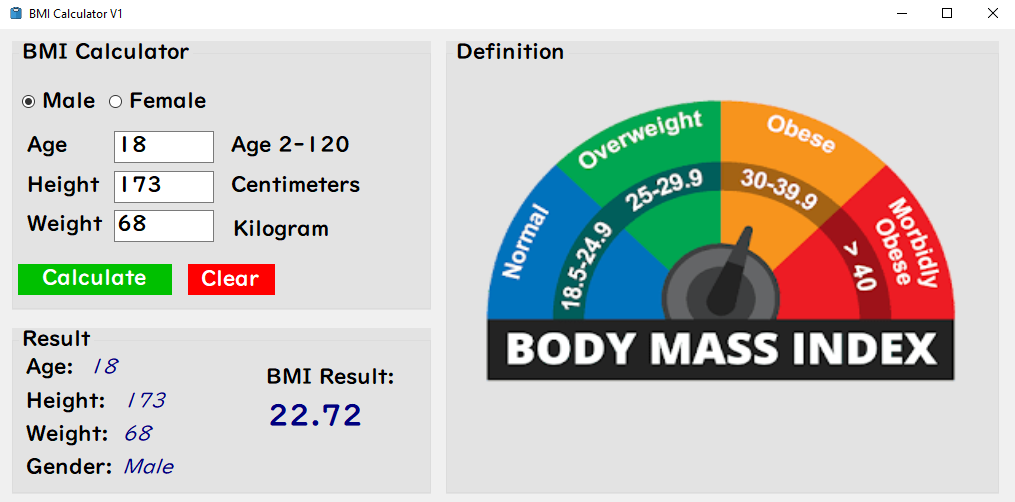 BMI Calculator V1
BMI Calculator
Male Female
Age 18 Age 2-120
Height 173 Centimeters
Weight 68 Kilogram
Calculate Clear
Result
Age: 18
Height: 173
Weight: 68
Gender: Male
BMI Result:
22.72
Definition
Normal
18.5-24.9
Overweight
25-29.9
Obese
30-39.9
Morbidly
Obese
> 40
BODY MASS INDEX